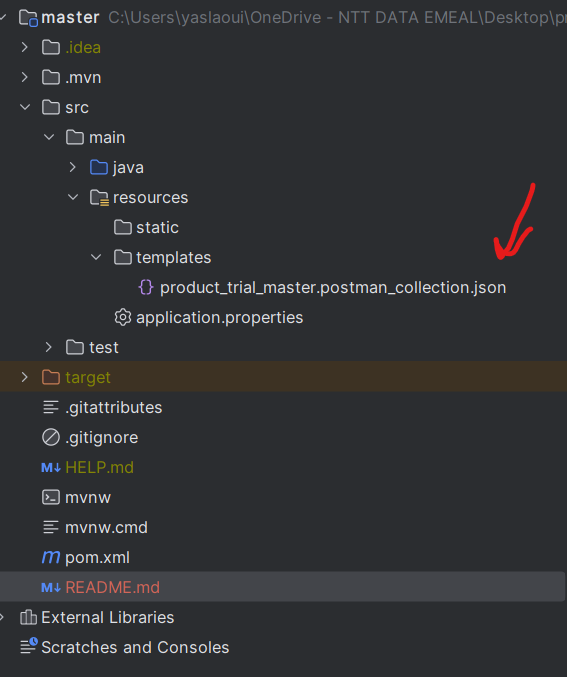 master C:\Users\yaslaoui\OneDrive - NTT DATA EMEAL\Desktop\pr
.idea
.mvn
src
main
java
resources
static
templates
{} product_trial_master.postman_collection.json
application.properties
test
target
.gitattributes
.gitignore
M↓ HELP.md
mvnw
mvnw.cmd
m pom.xml
M↓ README.md
External Libraries
Scratches and Consoles